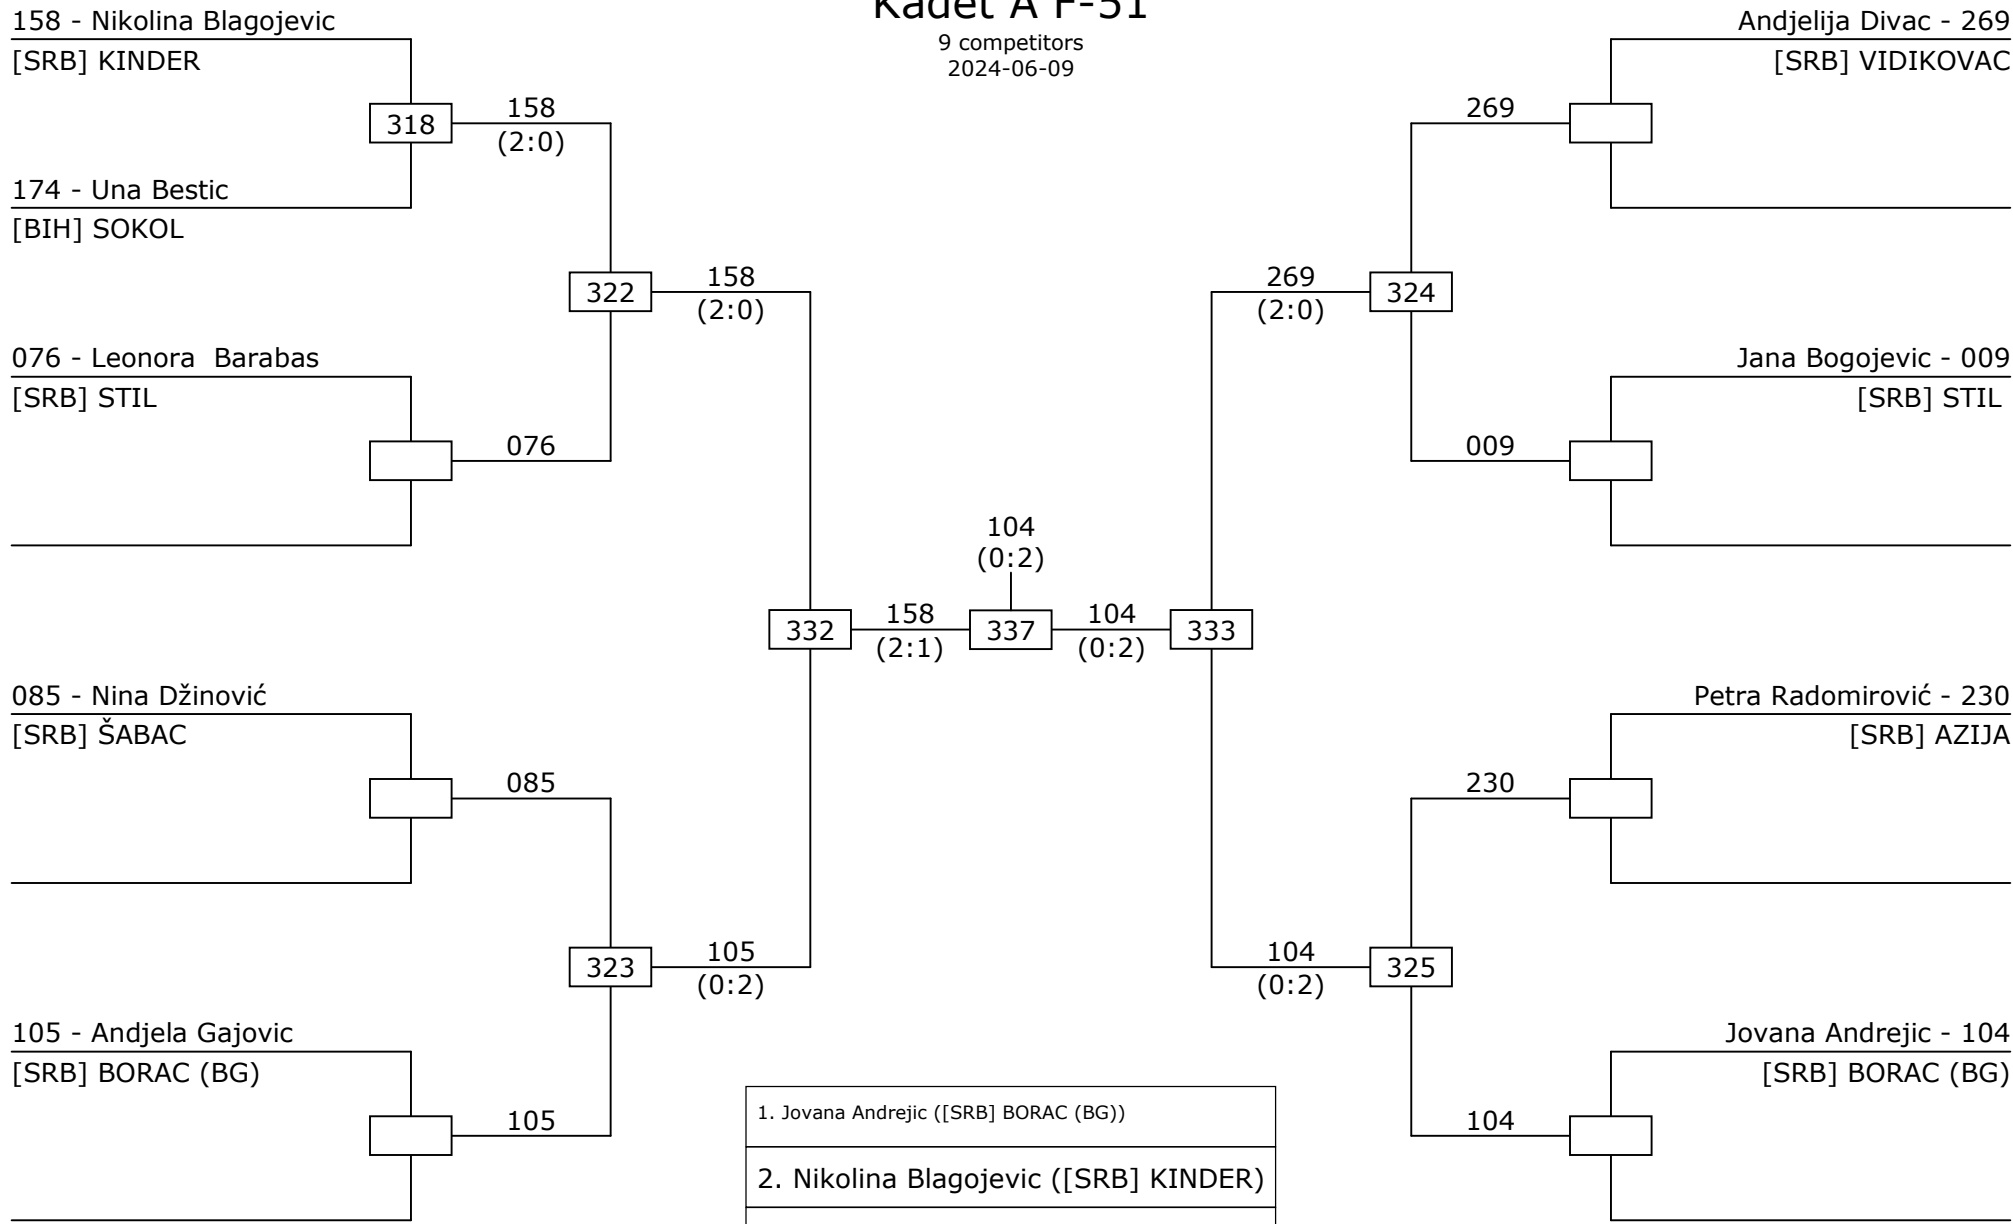 Kadet A F-51
9 competitors
2024-06-09
158 - Nikolina Blagojevic
[SRB] KINDER
318
158
(2:0)
174 - Una Bestic
[BIH] SOKOL
322
158
(2:0)
076 - Leonora  Barabas
[SRB] STIL
076
085 - Nina Džinović
[SRB] ŠABAC
085
323
105
(0:2)
105 - Andjela Gajovic
[SRB] BORAC (BG)
105
332
158
(2:1)
104
(0:2)
337
104
(0:2)
333
Andjelija Divac - 269
[SRB] VIDIKOVAC
269
269
(2:0)
324
Jana Bogojevic - 009
[SRB] STIL
009
Petra Radomirović - 230
[SRB] AZIJA
230
104
(0:2)
325
Jovana Andrejic - 104
[SRB] BORAC (BG)
104
1. Jovana Andrejic ([SRB] BORAC (BG))
2. Nikolina Blagojevic ([SRB] KINDER)